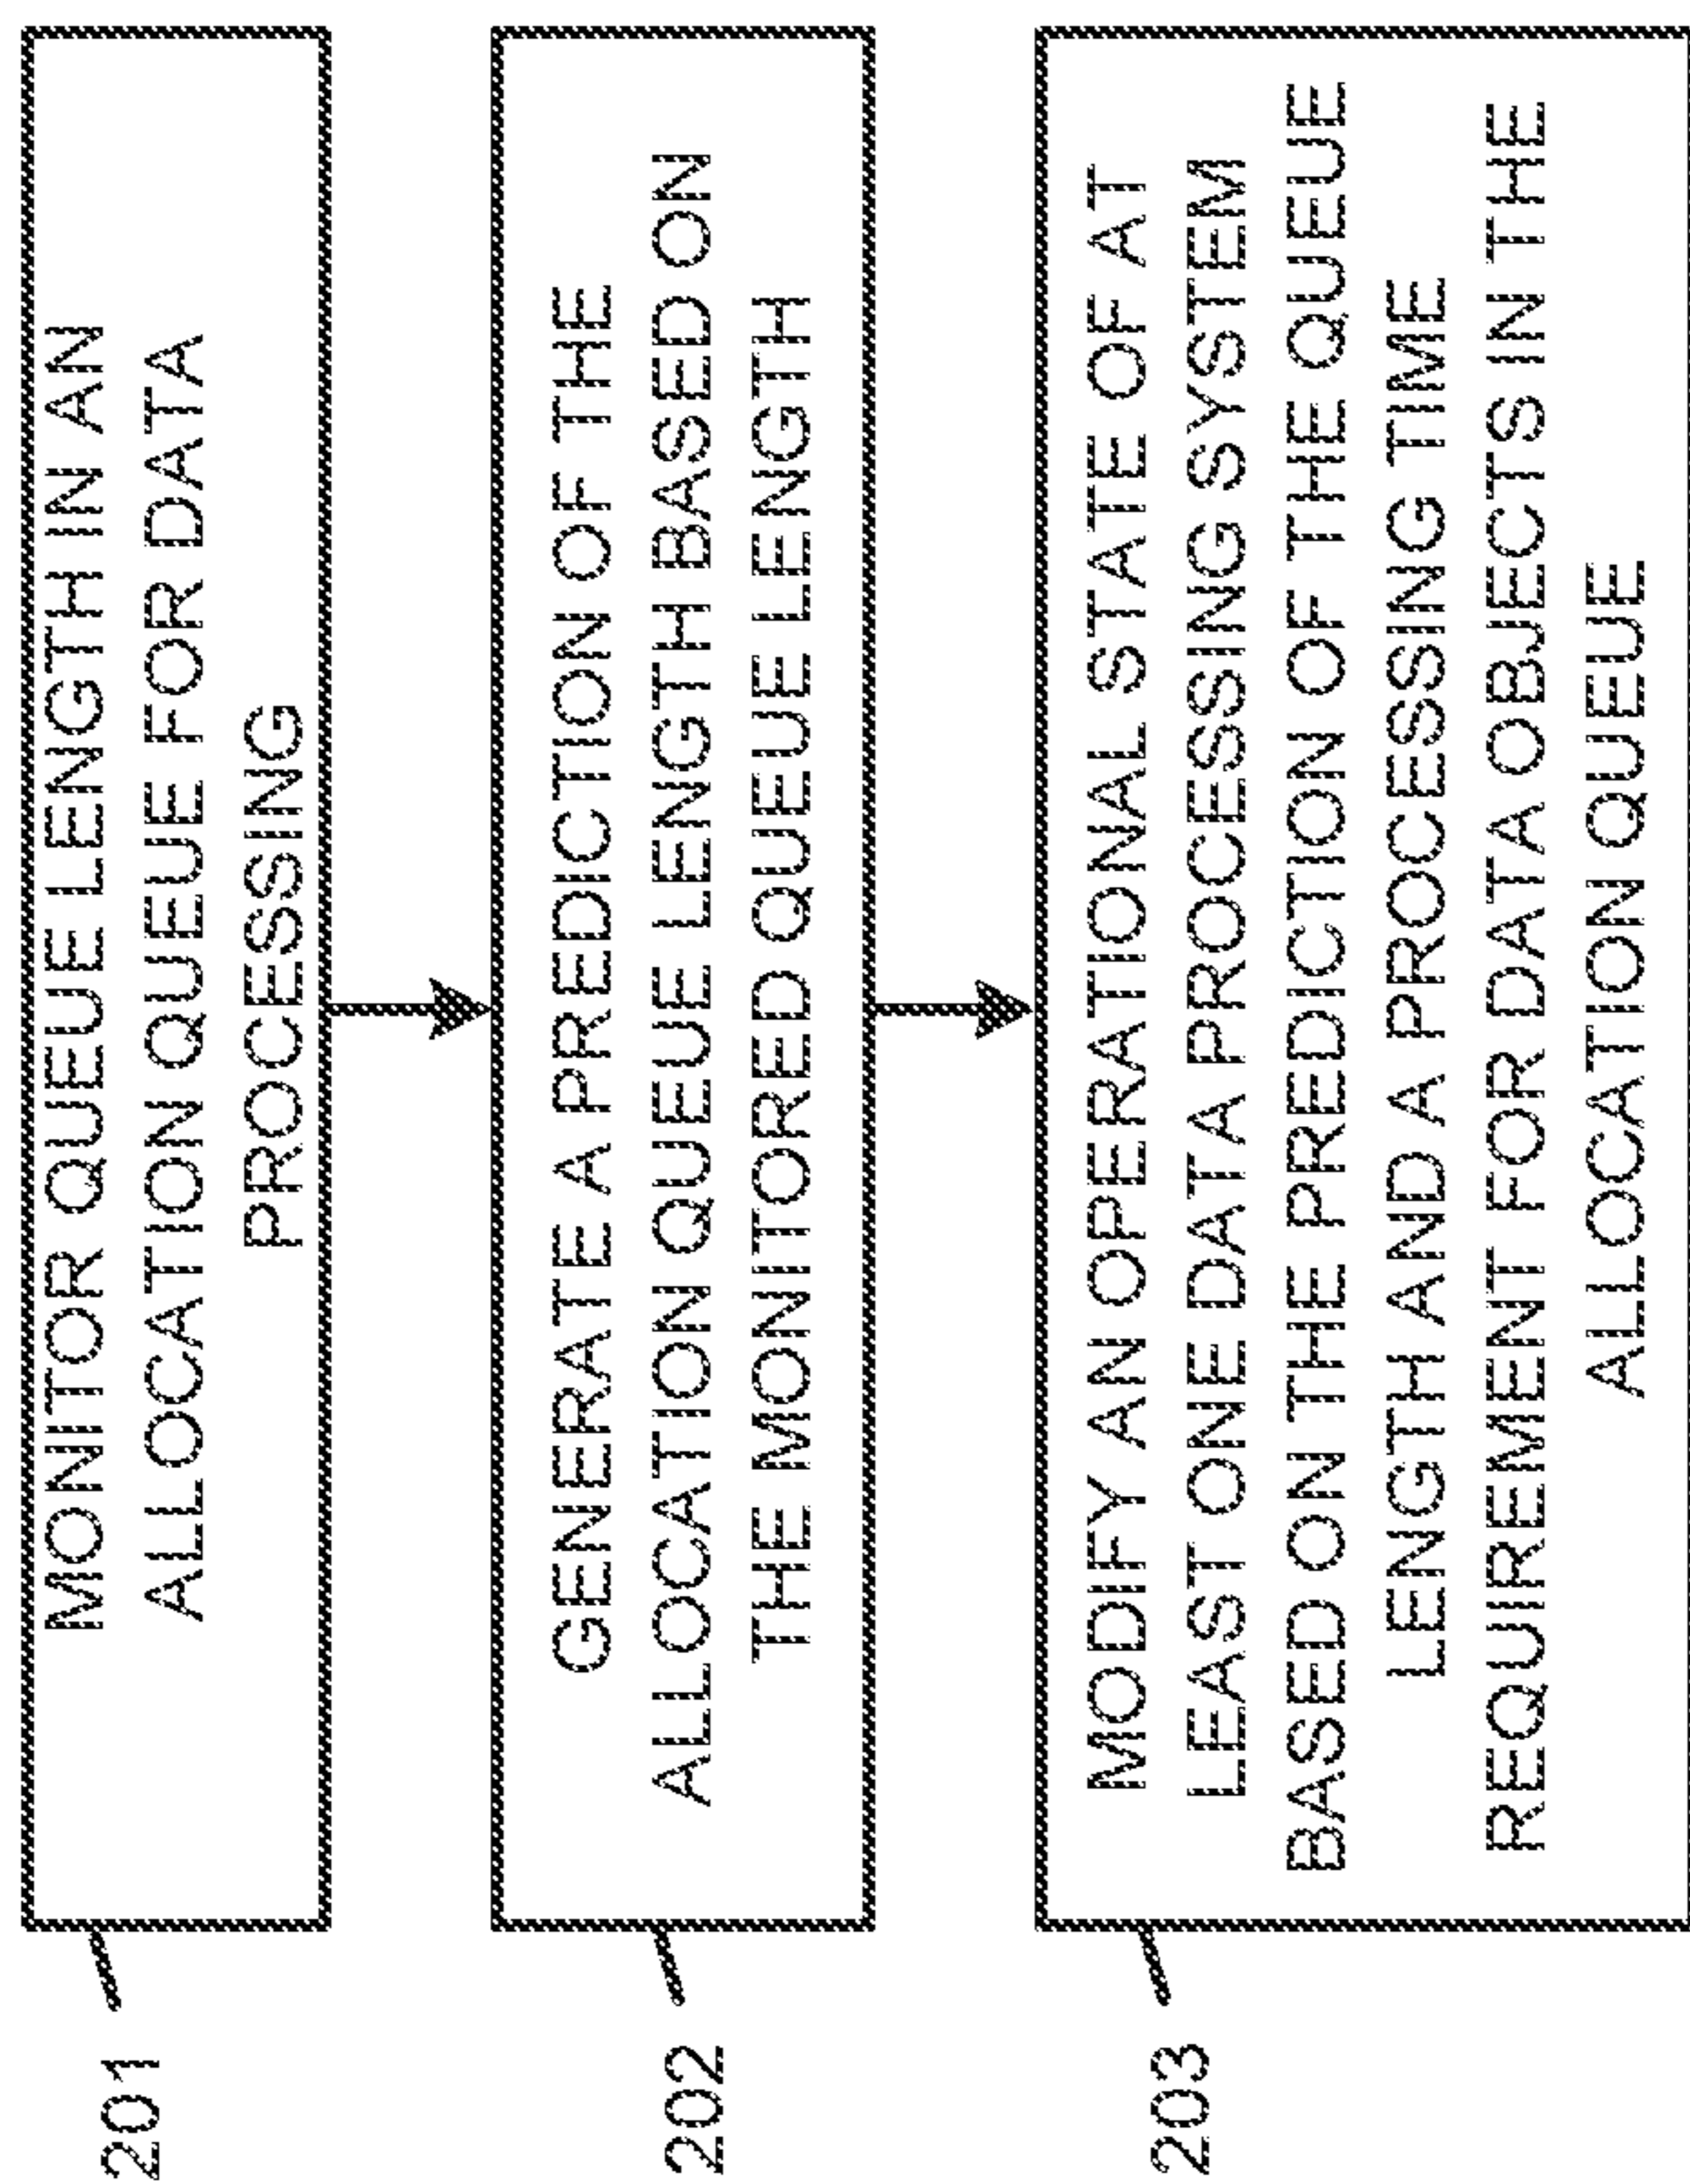 201
MONITOR QUEUE LENGTH IN AN
ALLOCATION QUEUE FOR DATA
PROCESSING
202
GENERATE A PREDICTION OF THE
ALLOCATION QUEUE LENGTH BASED ON
THE MONITORED QUEUE LENGTH
203
MODIFY AN OPERATIONAL STATE OF AT
LEAST ONE DATA PROCESSING SYSTEM
BASED ON THE PREDICTION OF THE QUEUE
LENGTH AND A PROCESSING TIME
REQUIREMENT FOR DATA OBJECTS IN THE
ALLOCATION QUEUE